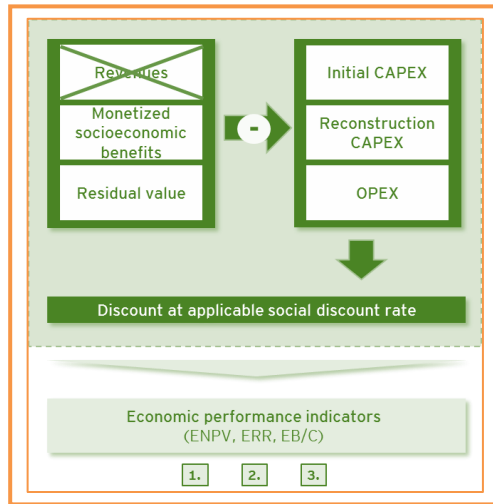 Revenues
Monetized
socioeconomic
benefits
Residual value
-
Initial CAPEX
Reconstruction
CAPEX
OPEX
Discount at applicable social discount rate
Economic performance indicators
(ENPV, ERR, EB/C)
1. 2. 3.